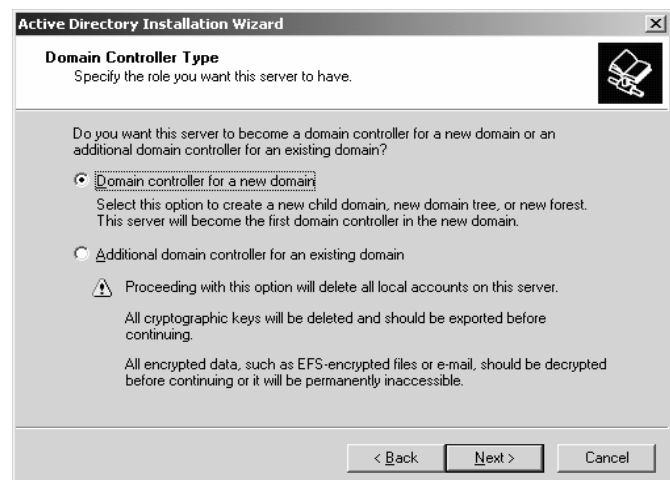 Active Directory Installation Wizard
Domain Controller Type
Specify the role you want this server to have.
Do you want this server to become a domain controller for a new domain or an
additional domain controller for an existing domain?
Domain controller for a new domain
Select this option to create a new child domain, new domain tree, or new forest.
This server will become the first domain controller in the new domain.
Additional domain controller for an existing domain
Proceeding with this option will delete all local accounts on this server.
All cryptographic keys will be deleted and should be exported before
continuing.
All encrypted data, such as EFS-encrypted files or e-mail, should be decrypted
before continuing or it will be permanently inaccessible.
< Back Next > Cancel